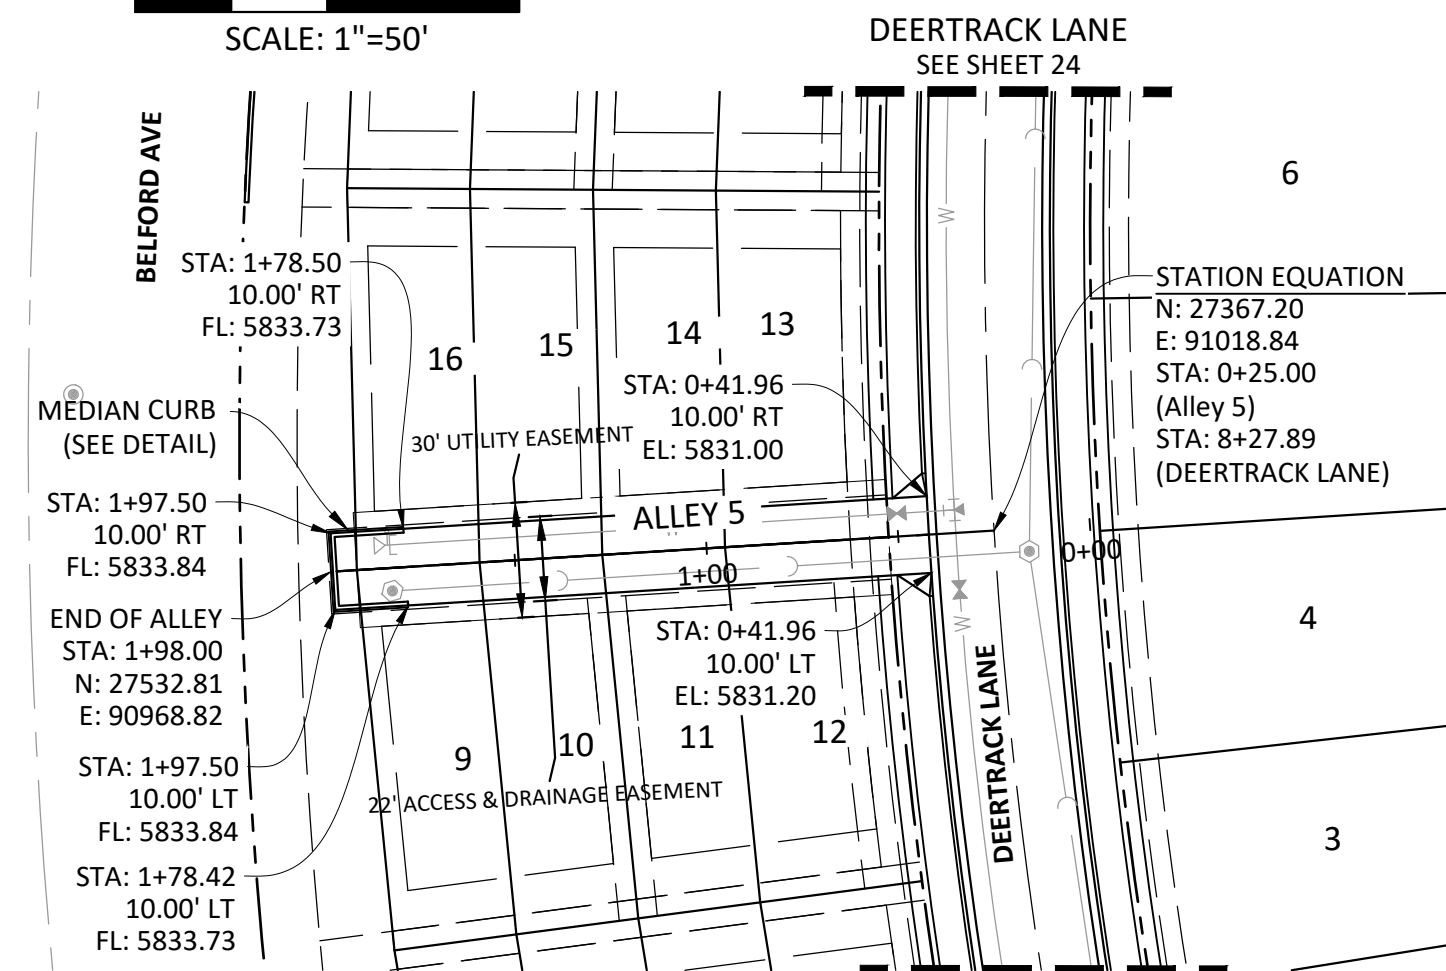 SCALE: 1"=50'
DEERTRACK LANE
SEE SHEET 24
BELFORD AVE
6
STA: 1+78.50
10.00' RT
FL: 5833.73
STATION EQUATION
N: 27367.20
E: 91018.84
STA: 0+25.00
(Alley 5)
STA: 8+27.89
(DEERTRACK LANE)
16
15
14
13
STA: 0+41.96
10.00' RT
EL: 5831.00
MEDIAN CURB
(SEE DETAIL)
30' UTILITY EASEMENT
STA: 1+97.50
10.00' RT
FL: 5833.84
ALLEY 5
0+00
1+00
END OF ALLEY
STA: 1+98.00
N: 27532.81
E: 90968.82
STA: 0+41.96
10.00' LT
EL: 5831.20
4
DEERTRACK LANE
9
10
11
12
STA: 1+97.50
10.00' LT
FL: 5833.84
22' ACCESS & DRAINAGE EASEMENT
3
STA: 1+78.42
10.00' LT
FL: 5833.73
W
W
W